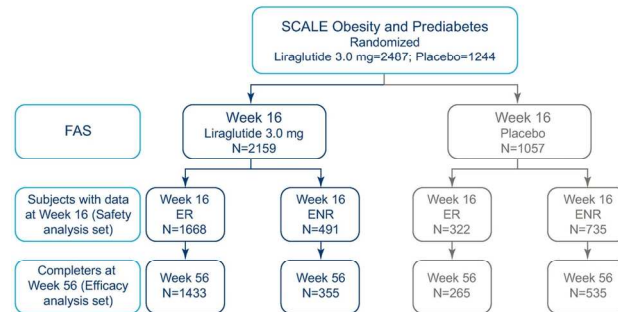 SCALE Obesity and Prediabetes
Randomized
Liraglutide 3.0 mg=2487; Placebo=1244
FAS
Week 16
Liraglutide 3.0 mg
N=2159
Week 16
Placebo
N=1057
Subjects with data
at Week 16 (Safety
analysis set)
Week 16
ER
N=1668
Week 16
ENR
N=491
Week 16
ER
N=322
Week 16
ENR
N=735
Completers at
Week 56 (Efficacy
analysis set)
Week 56
N=1433
Week 56
N=355
Week 56
N=265
Week 56
N=535